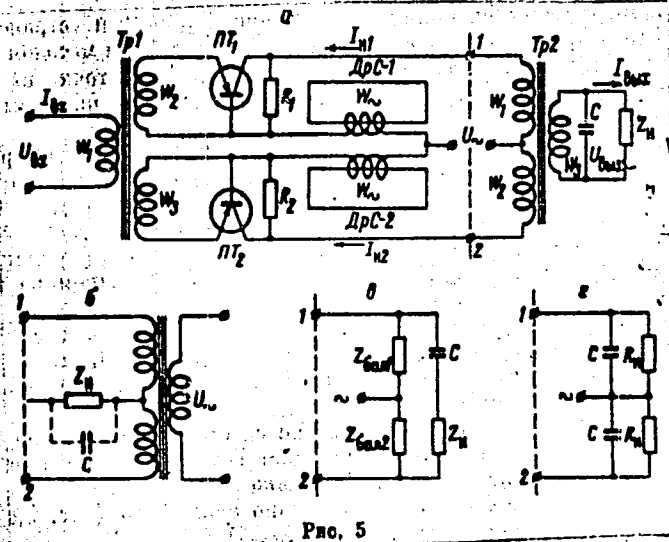 а
Тр1
ПТ₁
Iн1
1
Тр2
Iвх
W₂
R₁
ДрС-1
W~
W₁
Iвых
W₁
Uвх
U~
C
Zн
Uвых
W₃
W₃
R₂
W~
ДрС-2
W₂
ПТ₂
Iн2
2
б
1
Zн
C
U~
2
в
1
Zбал1
C
~
Zбал2
Zн
2
г
1
C
Rн
~
C
Rн
2
Рис. 5